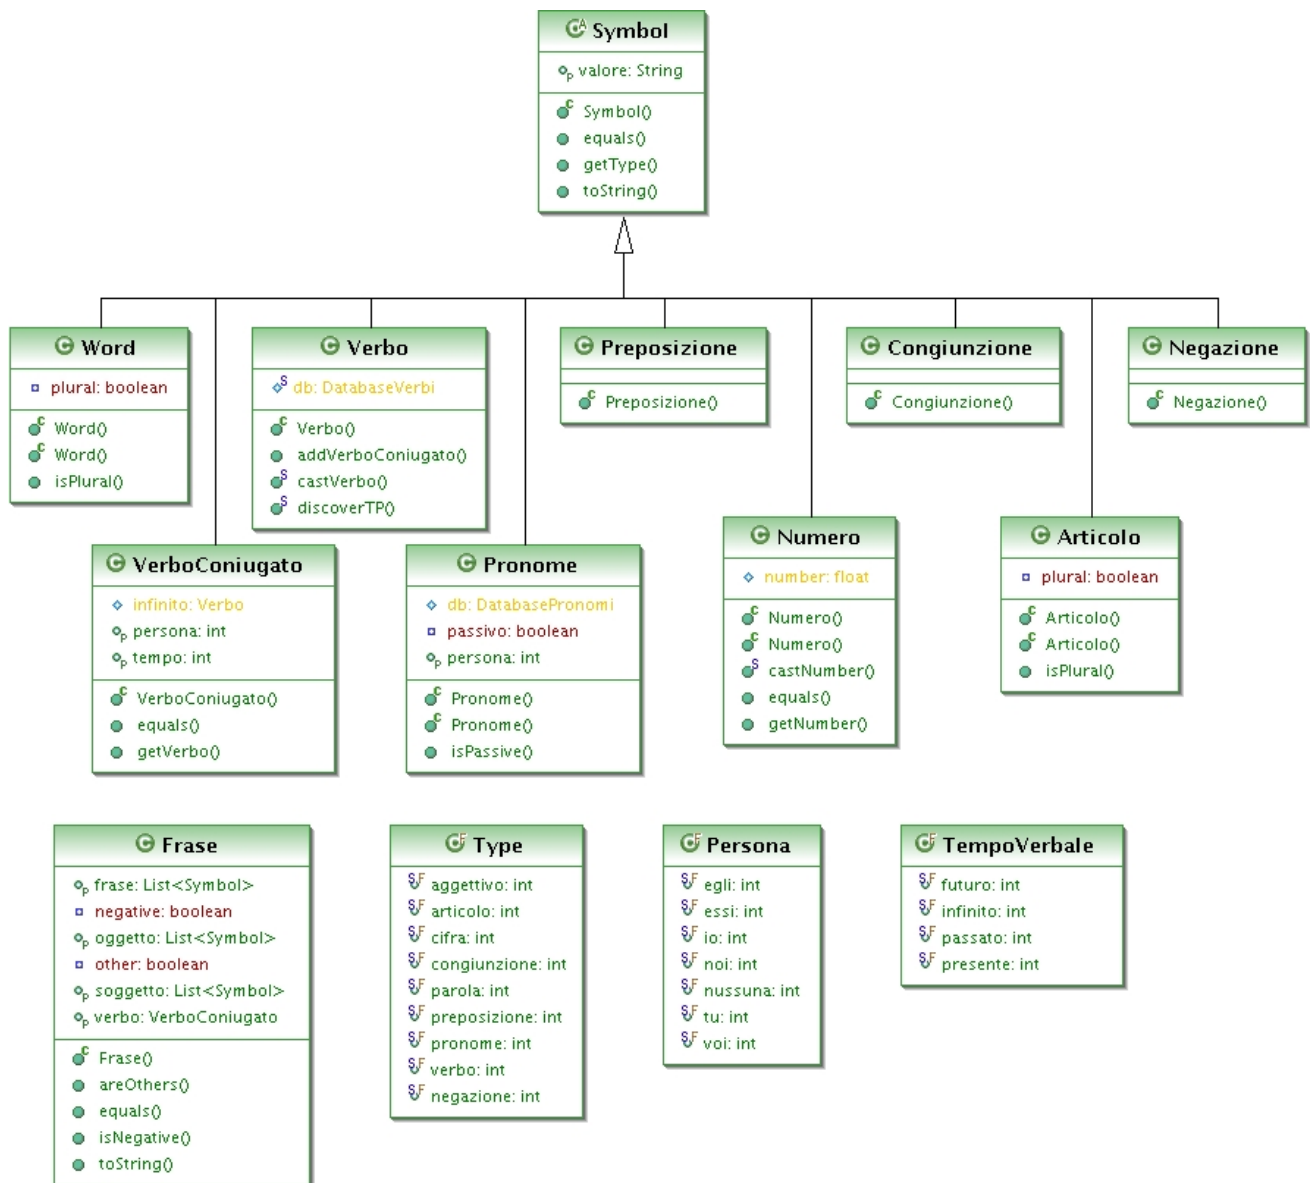 Symbol
valore: String
Symbol()
equals()
getType()
toString()
Word
plural: boolean
Word()
Word()
isPlural()
Verbo
db: DatabaseVerbi
Verbo()
addVerboConiugato()
castVerbo()
discoverTP()
Preposizione
Preposizione()
Congiunzione
Congiunzione()
Negazione
Negazione()
VerboConiugato
infinito: Verbo
persona: int
tempo: int
VerboConiugato()
equals()
getVerbo()
Pronome
db: DatabasePronomi
passivo: boolean
persona: int
Pronome()
Pronome()
isPassive()
Numero
number: float
Numero()
Numero()
castNumber()
equals()
getNumber()
Articolo
plural: boolean
Articolo()
Articolo()
isPlural()
Frase
frase: List<Symbol>
negative: boolean
oggetto: List<Symbol>
other: boolean
soggetto: List<Symbol>
verbo: VerboConiugato
Frase()
areOthers()
equals()
isNegative()
toString()
Type
aggettivo: int
articolo: int
cifra: int
congiunzione: int
parola: int
preposizione: int
pronome: int
verbo: int
negazione: int
Persona
egli: int
essi: int
io: int
noi: int
nussuna: int
tu: int
voi: int
TempoVerbale
futuro: int
infinito: int
passato: int
presente: int